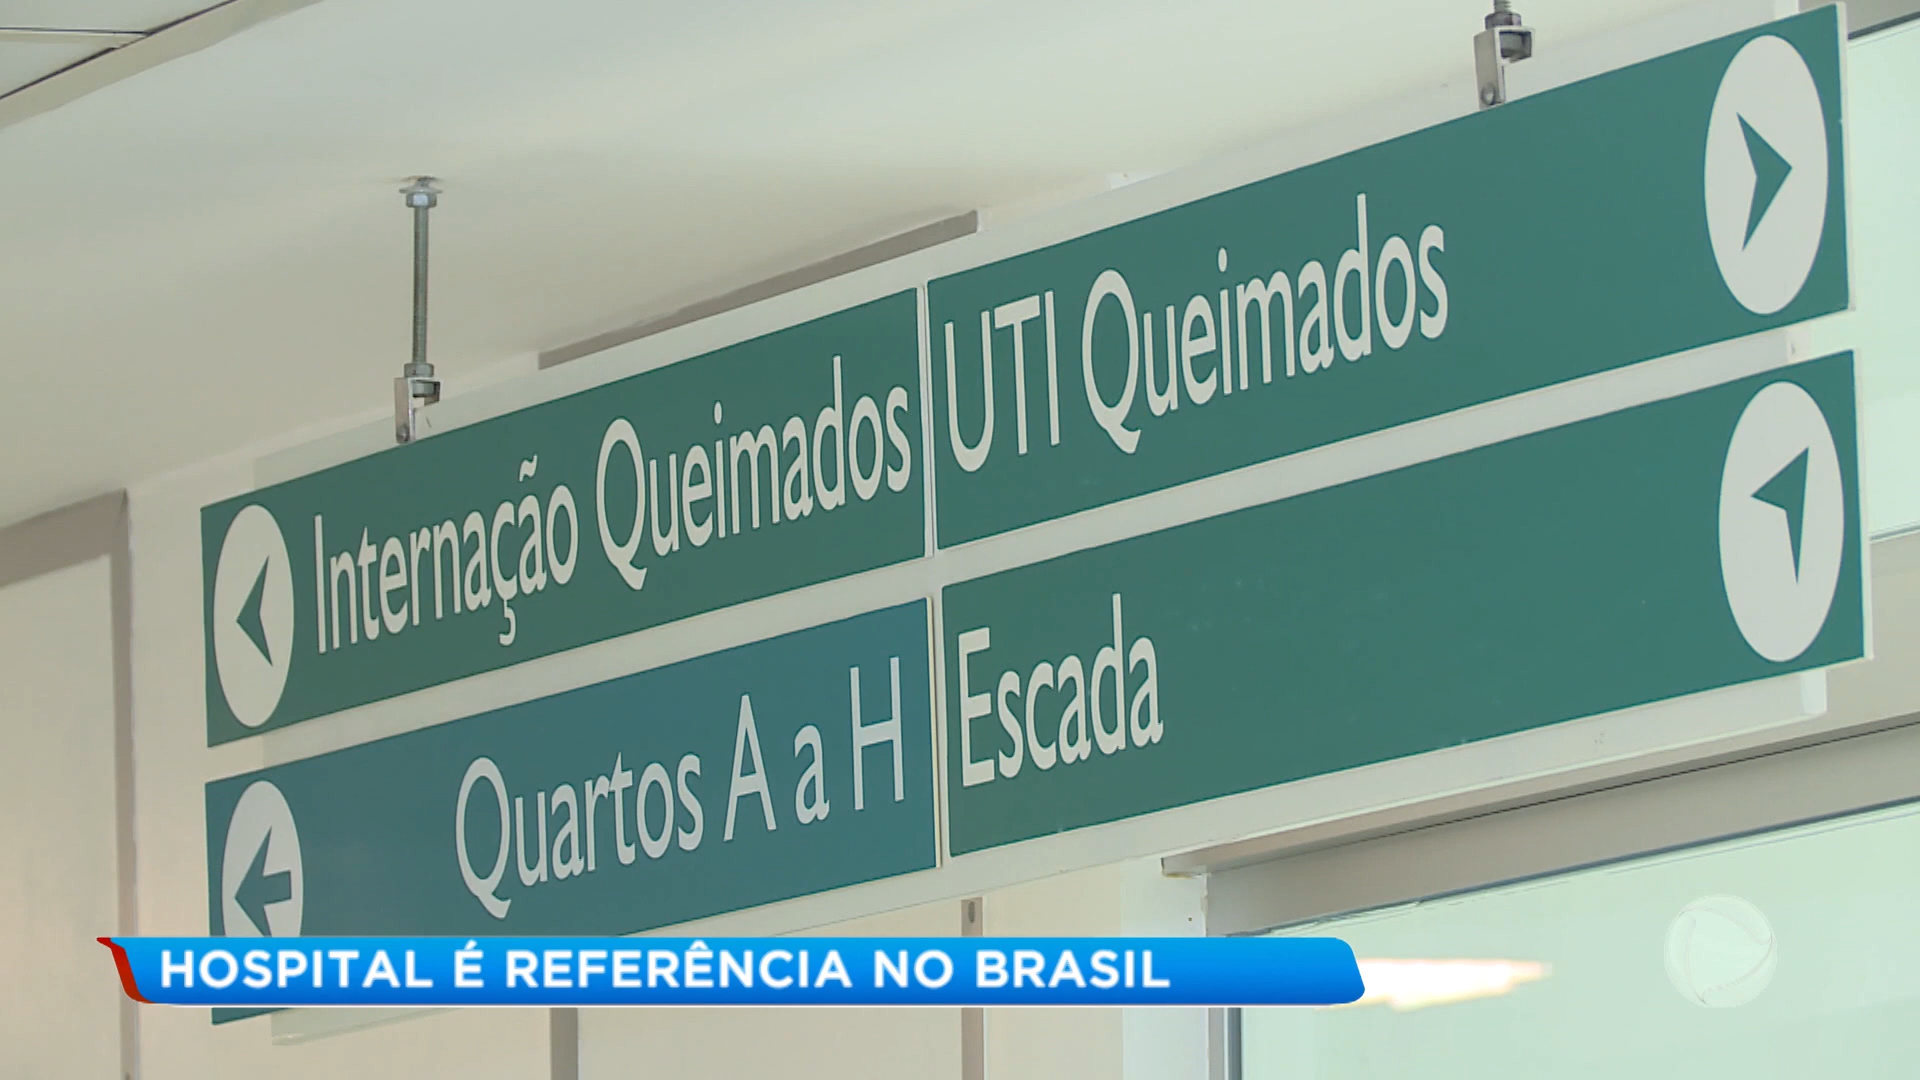 Internação Queimados
UTI Queimados
Quartos A a H
Escada
HOSPITAL É REFERÊNCIA NO BRASIL